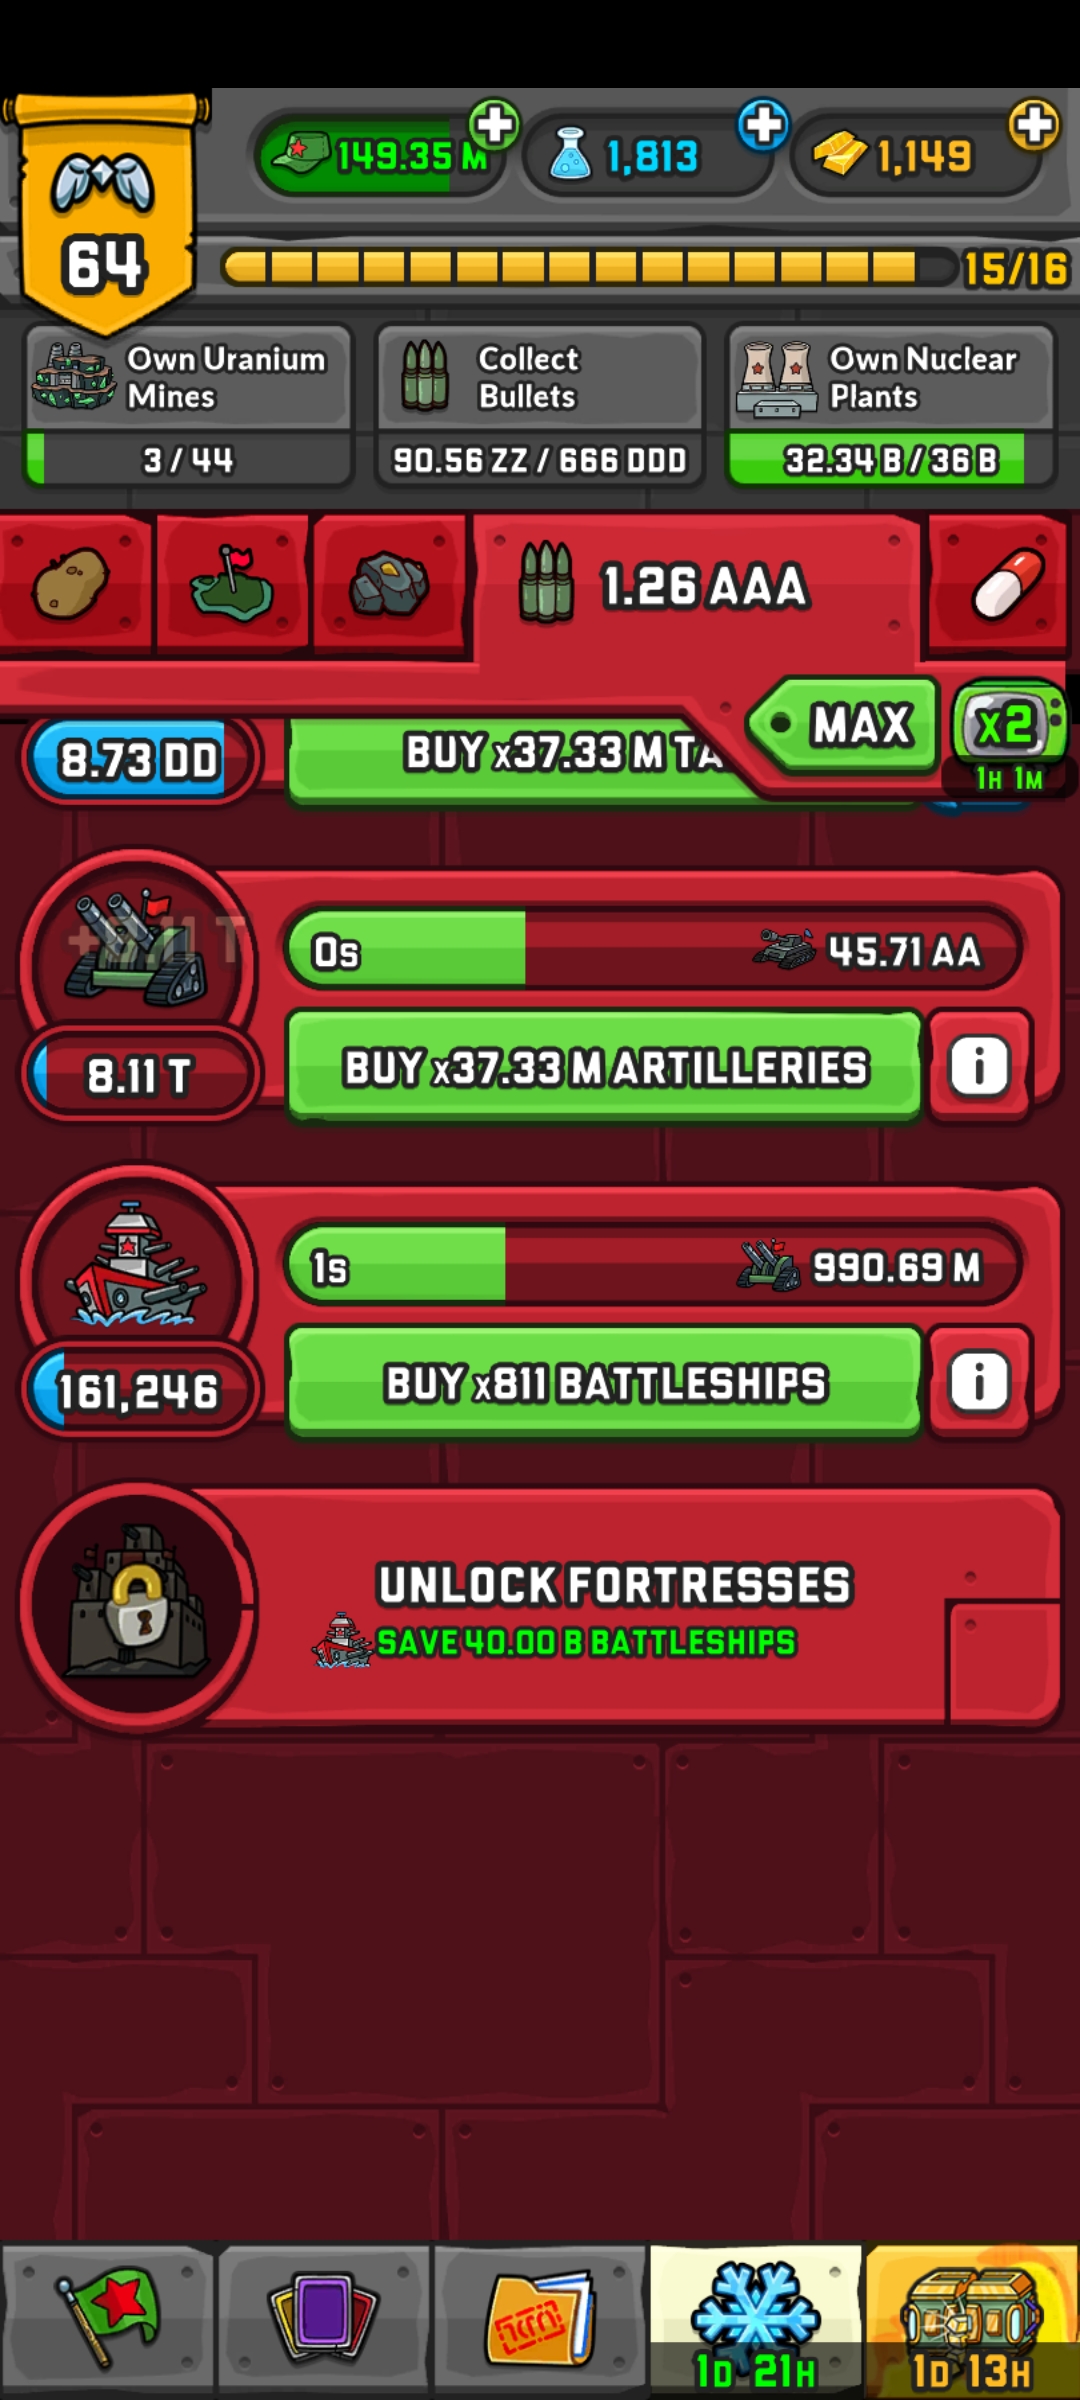 149.35 M
1,813
1,149
64
15/16
Own Uranium
Mines
3 / 44
Collect
Bullets
90.56 ZZ / 666 DDD
Own Nuclear
Plants
32.34 B / 36 B
1.26 AAA
MAX
x2
1H 1M
8.73 DD
BUY x37.33 M TA
+8.11 T
0s
45.71 AA
8.11 T
BUY x37.33 M ARTILLERIES
i
1s
990.69 M
161,246
BUY x811 BATTLESHIPS
i
UNLOCK FORTRESSES
SAVE 40.00 B BATTLESHIPS
1D 21H
1D 13H